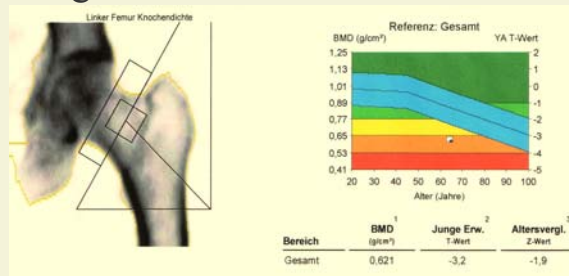 Linker Femur Knochendichte
Referenz: Gesamt
BMD (g/cm²) YA T-Wert
1,25 2
1,13 1
1,01 0
0,89 -1
0,77 -2
0,65 -3
0,53 -4
0,41 -5
20 30 40 50 60 70 80 90 100
Alter (Jahre)
1 2 3
BMD Junge Erw. Altersvergl.
Bereich (g/cm²) T-Wert Z-Wert
Gesamt 0,621 -3,2 -1,9